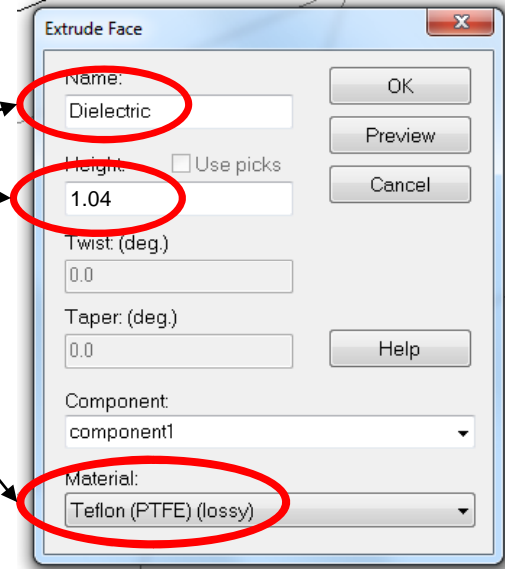 Extrude Face
Name:
Dielectric
OK
Preview
Height:
Use picks
Cancel
1.04
Twist: (deg.)
0.0
Taper: (deg.)
0.0
Help
Component:
component1
Material:
Teflon (PTFE) (lossy)